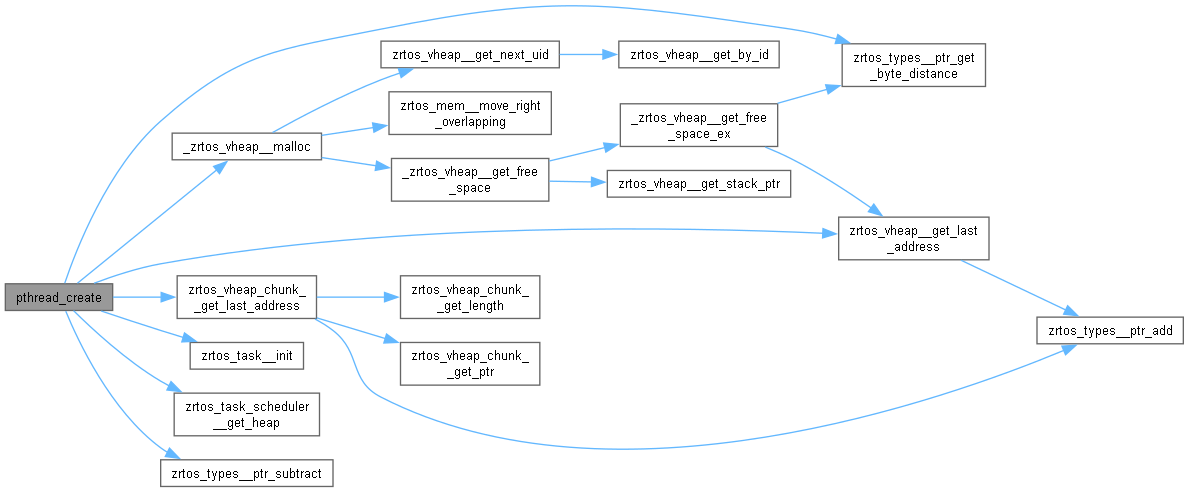 pthread_create
_zrtos_vheap__malloc
zrtos_vheap_chunk_
_get_last_address
zrtos_task__init
zrtos_task_scheduler
__get_heap
zrtos_types__ptr_subtract
zrtos_vheap__get_next_uid
zrtos_mem__move_right
_overlapping
_zrtos_vheap__get_free
_space
zrtos_vheap_chunk_
_get_length
zrtos_vheap_chunk_
_get_ptr
zrtos_vheap__get_by_id
_zrtos_vheap__get_free
_space_ex
zrtos_vheap__get_stack_ptr
zrtos_types__ptr_get
_byte_distance
zrtos_vheap__get_last
_address
zrtos_types__ptr_add